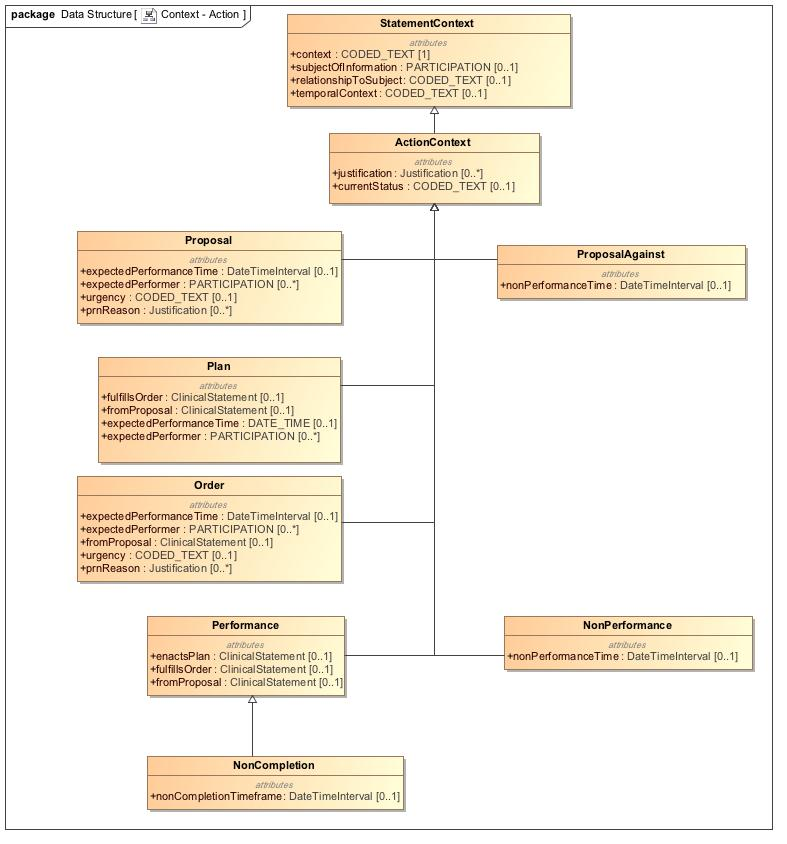 package Data Structure [ Context - Action ]
StatementContext
attributes
+context : CODED_TEXT [1]
+subjectOfInformation : PARTICIPATION [0..1]
+relationshipToSubject : CODED_TEXT [0..1]
+temporalContext : CODED_TEXT [0..1]
ActionContext
attributes
+justification : Justification [0..*]
+currentStatus : CODED_TEXT [0..1]
Proposal
attributes
+expectedPerformanceTime : DateTimeInterval [0..1]
+expectedPerformer : PARTICIPATION [0..*]
+urgency : CODED_TEXT [0..1]
+prnReason : Justification [0..*]
ProposalAgainst
attributes
+nonPerformanceTime : DateTimeInterval [0..1]
Plan
attributes
+fulfillsOrder : ClinicalStatement [0..1]
+fromProposal : ClinicalStatement [0..1]
+expectedPerformanceTime : DATE_TIME [0..1]
+expectedPerformer : PARTICIPATION [0..*]
Order
attributes
+expectedPerformanceTime : DateTimeInterval [0..1]
+expectedPerformer : PARTICIPATION [0..*]
+fromProposal : ClinicalStatement [0..1]
+urgency : CODED_TEXT [0..1]
+prnReason : Justification [0..*]
Performance
attributes
+enactsPlan : ClinicalStatement [0..1]
+fulfillsOrder : ClinicalStatement [0..1]
+fromProposal : ClinicalStatement [0..1]
NonPerformance
attributes
+nonPerformanceTime : DateTimeInterval [0..1]
NonCompletion
attributes
+nonCompletionTimeframe : DateTimeInterval [0..1]